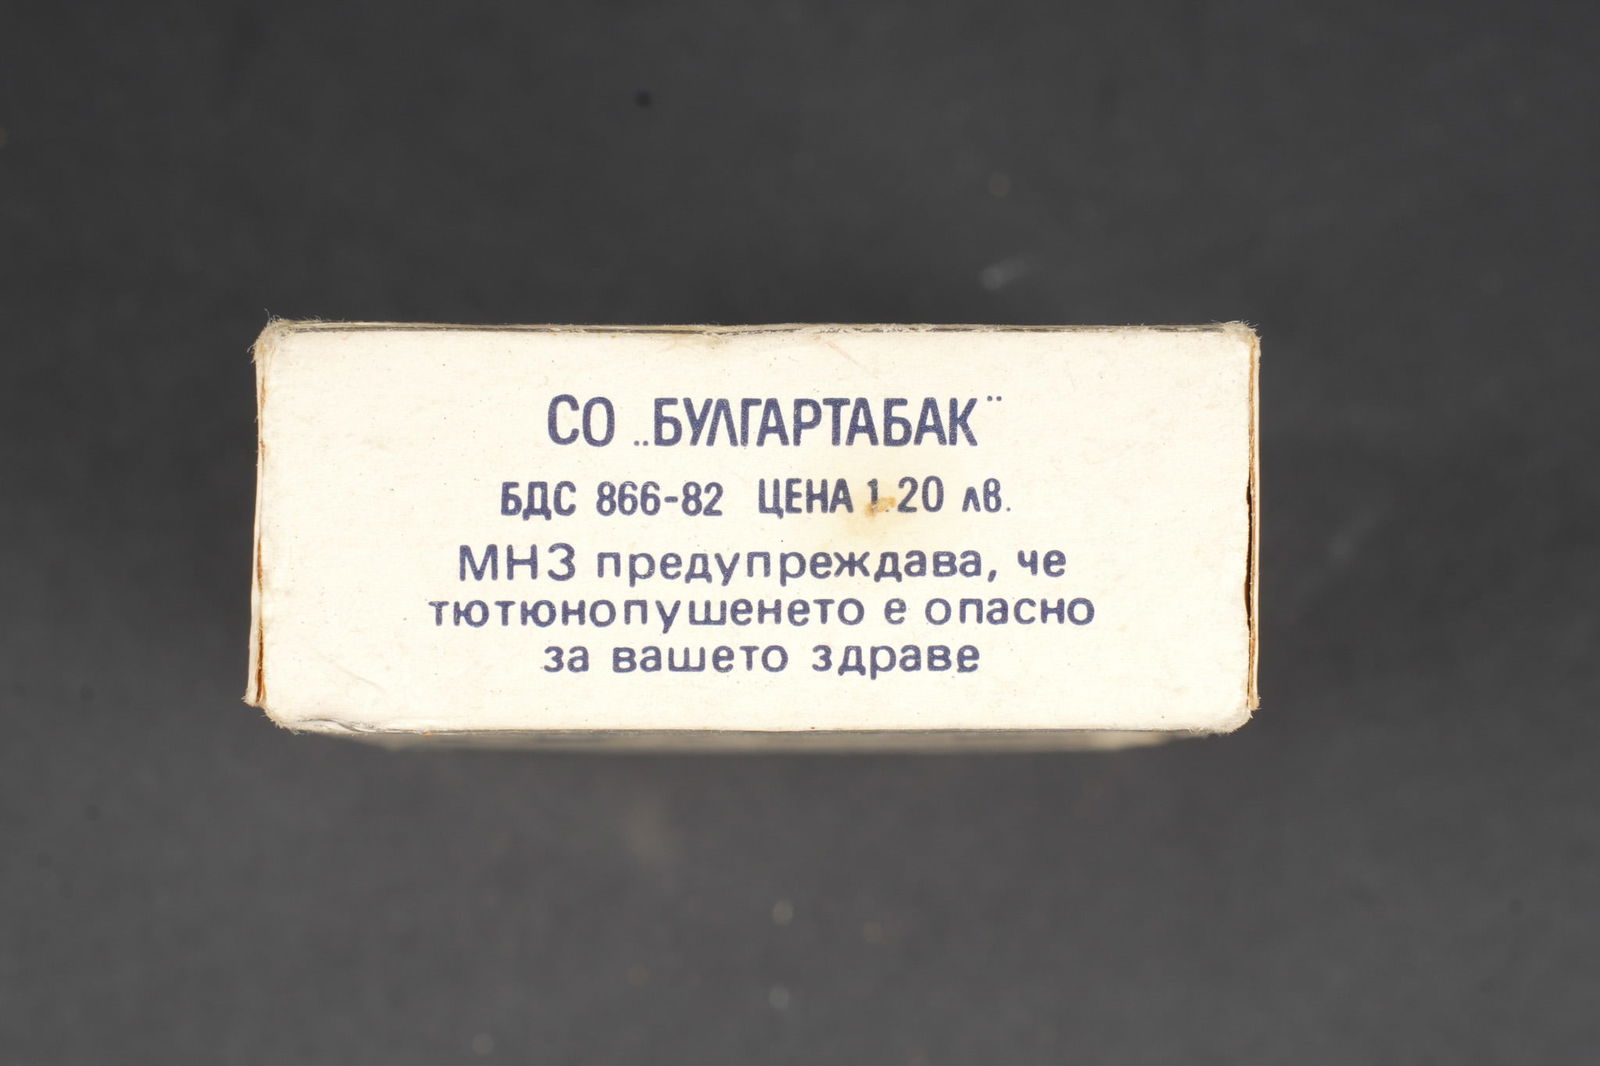 СО „БУЛГАРТАБАК“
БДС 866-82 ЦЕНА 1.20 лв.
МНЗ предупреждава, че
тютюнопушенето е опасно
за вашето здраве